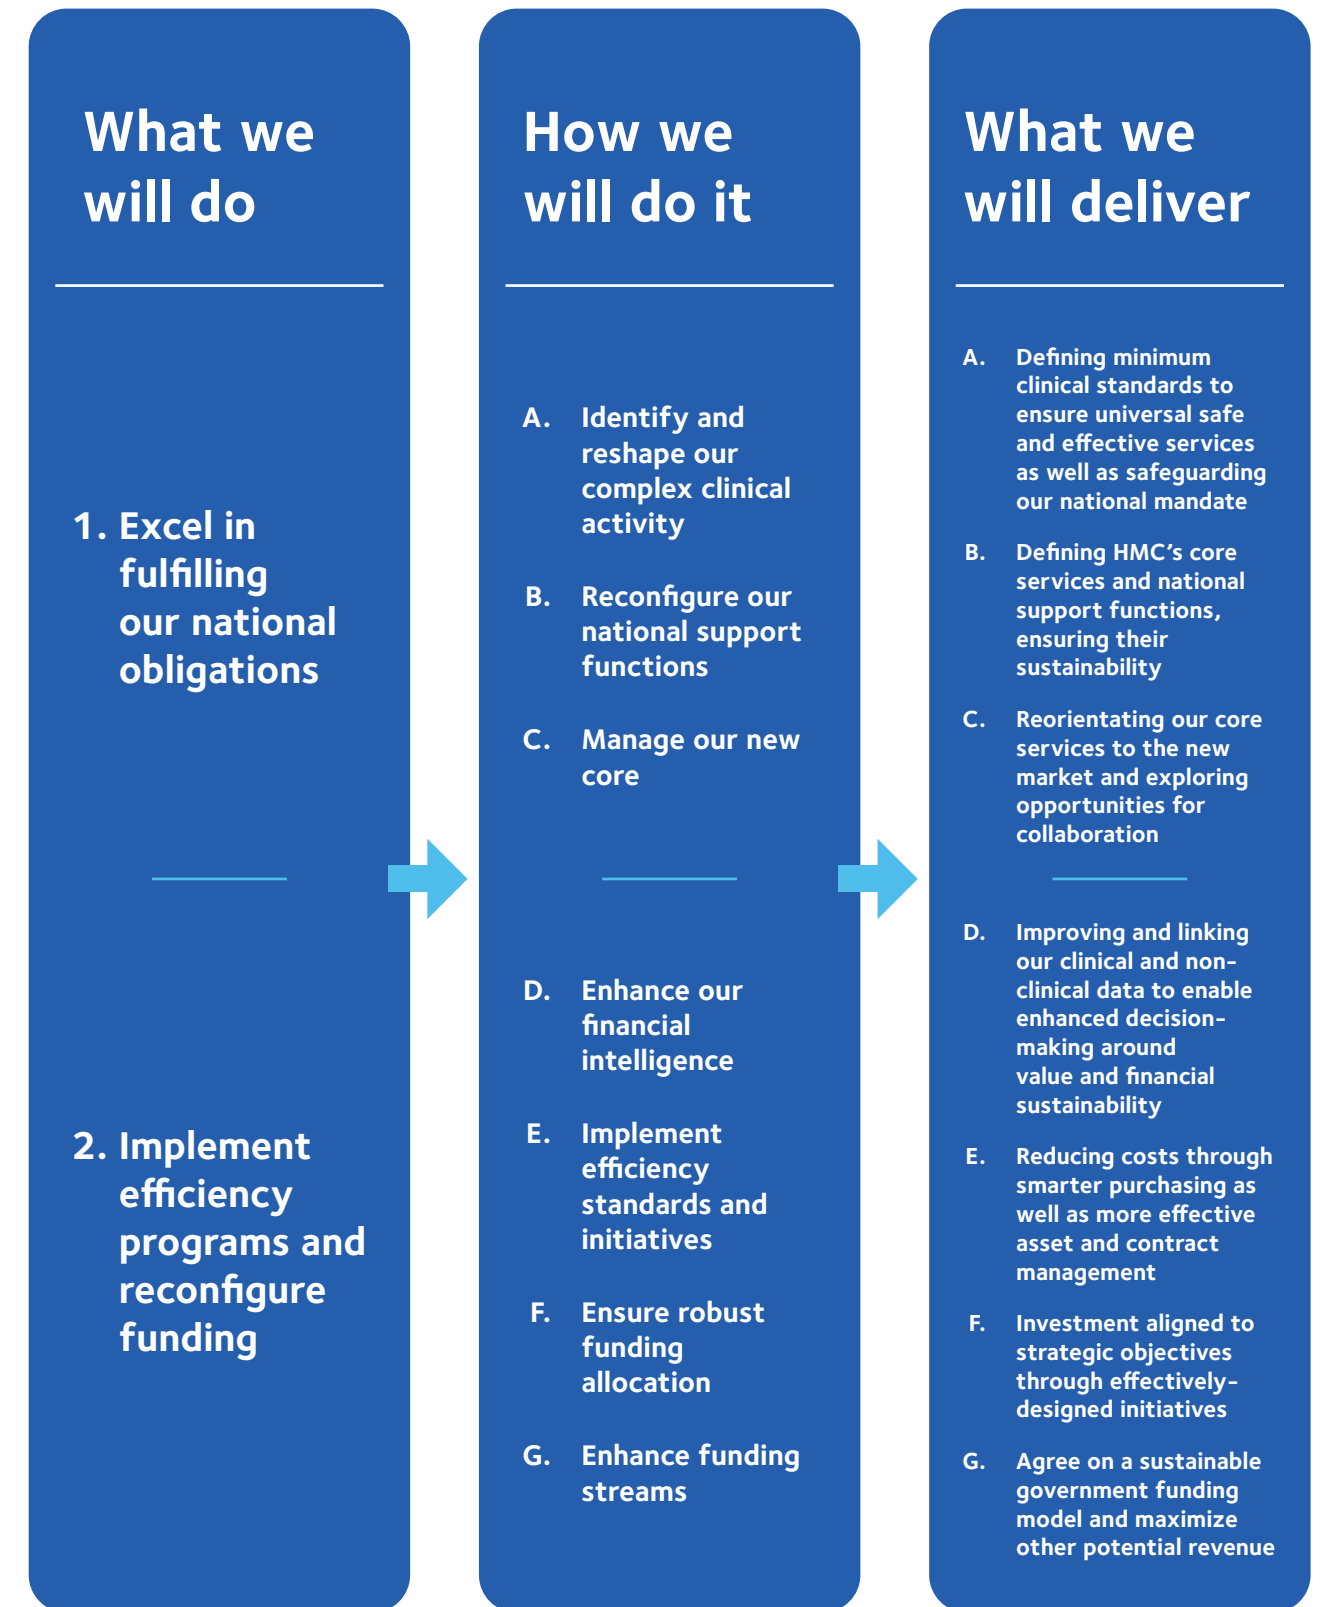 What we
will do
1. Excel in
fulfilling
our national
obligations
2. Implement
efficiency
programs and
reconfigure
funding
How we
will do it
A. Identify and
reshape our
complex clinical
activity
B. Reconfigure our
national support
functions
C. Manage our new
core
D. Enhance our
financial
intelligence
E. Implement
efficiency
standards and
initiatives
F. Ensure robust
funding
allocation
G. Enhance funding
streams
What we
will deliver
A. Defining minimum
clinical standards to
ensure universal safe
and effective services
as well as safeguarding
our national mandate
B. Defining HMC’s core
services and national
support functions,
ensuring their
sustainability
C. Reorientating our core
services to the new
market and exploring
opportunities for
collaboration
D. Improving and linking
our clinical and non-
clinical data to enable
enhanced decision-
making around
value and financial
sustainability
E. Reducing costs through
smarter purchasing as
well as more effective
asset and contract
management
F. Investment aligned to
strategic objectives
through effectively-
designed initiatives
G. Agree on a sustainable
government funding
model and maximize
other potential revenue